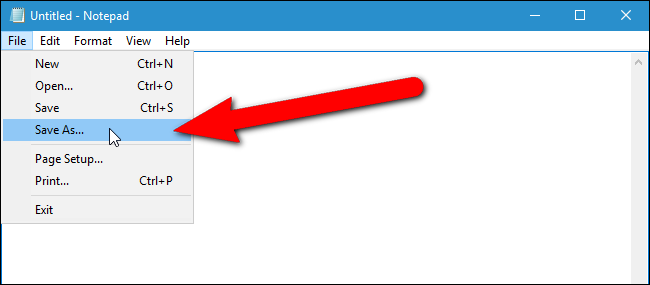 Untitled - Notepad
File Edit Format View Help
New Ctrl+N
Open... Ctrl+O
Save Ctrl+S
Save As...
Page Setup...
Print... Ctrl+P
Exit